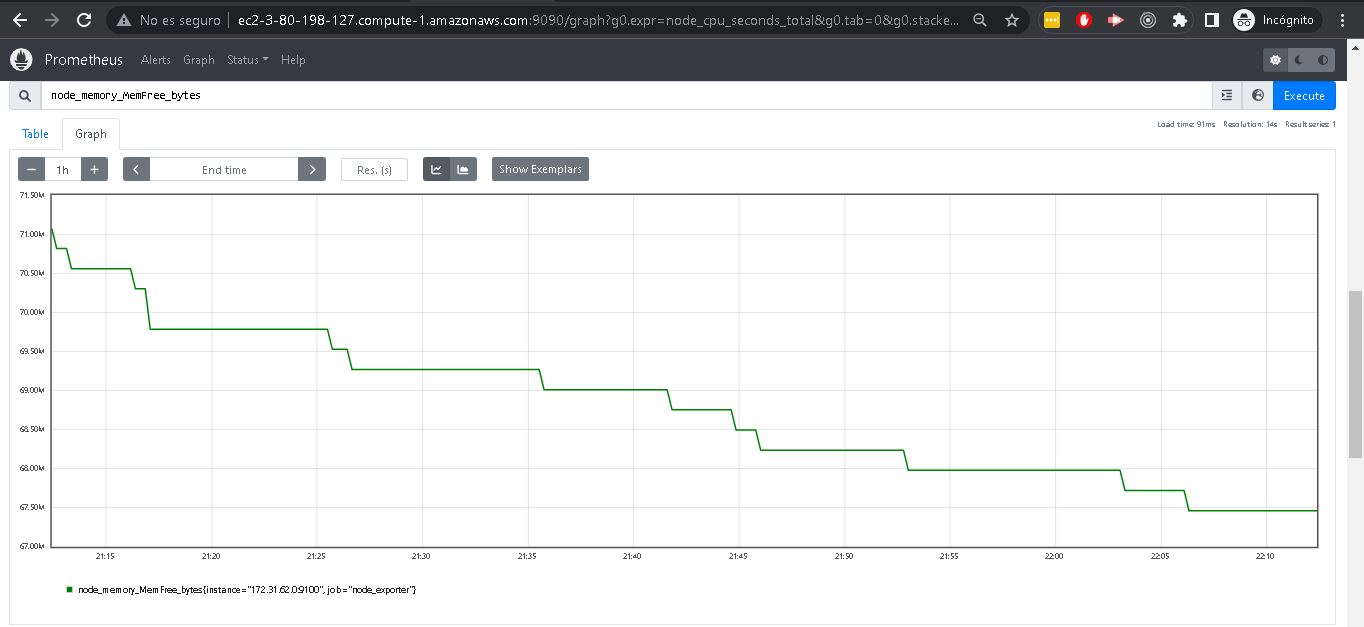 No es seguro ec2-3-80-198-127.compute-1.amazonaws.com:9090/graph?g0.expr=node_cpu_seconds_total&g0.tab=0&g0.stacke... Incógnito
Prometheus Alerts Graph Status Help
node_memory_MemFree_bytes Execute
Table Graph
Load time: 91ms Resolution: 14s Result series: 1
− 1h + End time Res. (s) Show Exemplars
71.50M
71.00M
70.50M
70.00M
69.50M
69.00M
68.50M
68.00M
67.50M
67.00M
21:15 21:20 21:25 21:30 21:35 21:40 21:45 21:50 21:55 22:00 22:05 22:10
node_memory_MemFree_bytes{instance="172.31.62.0:9100", job="node_exporter"}